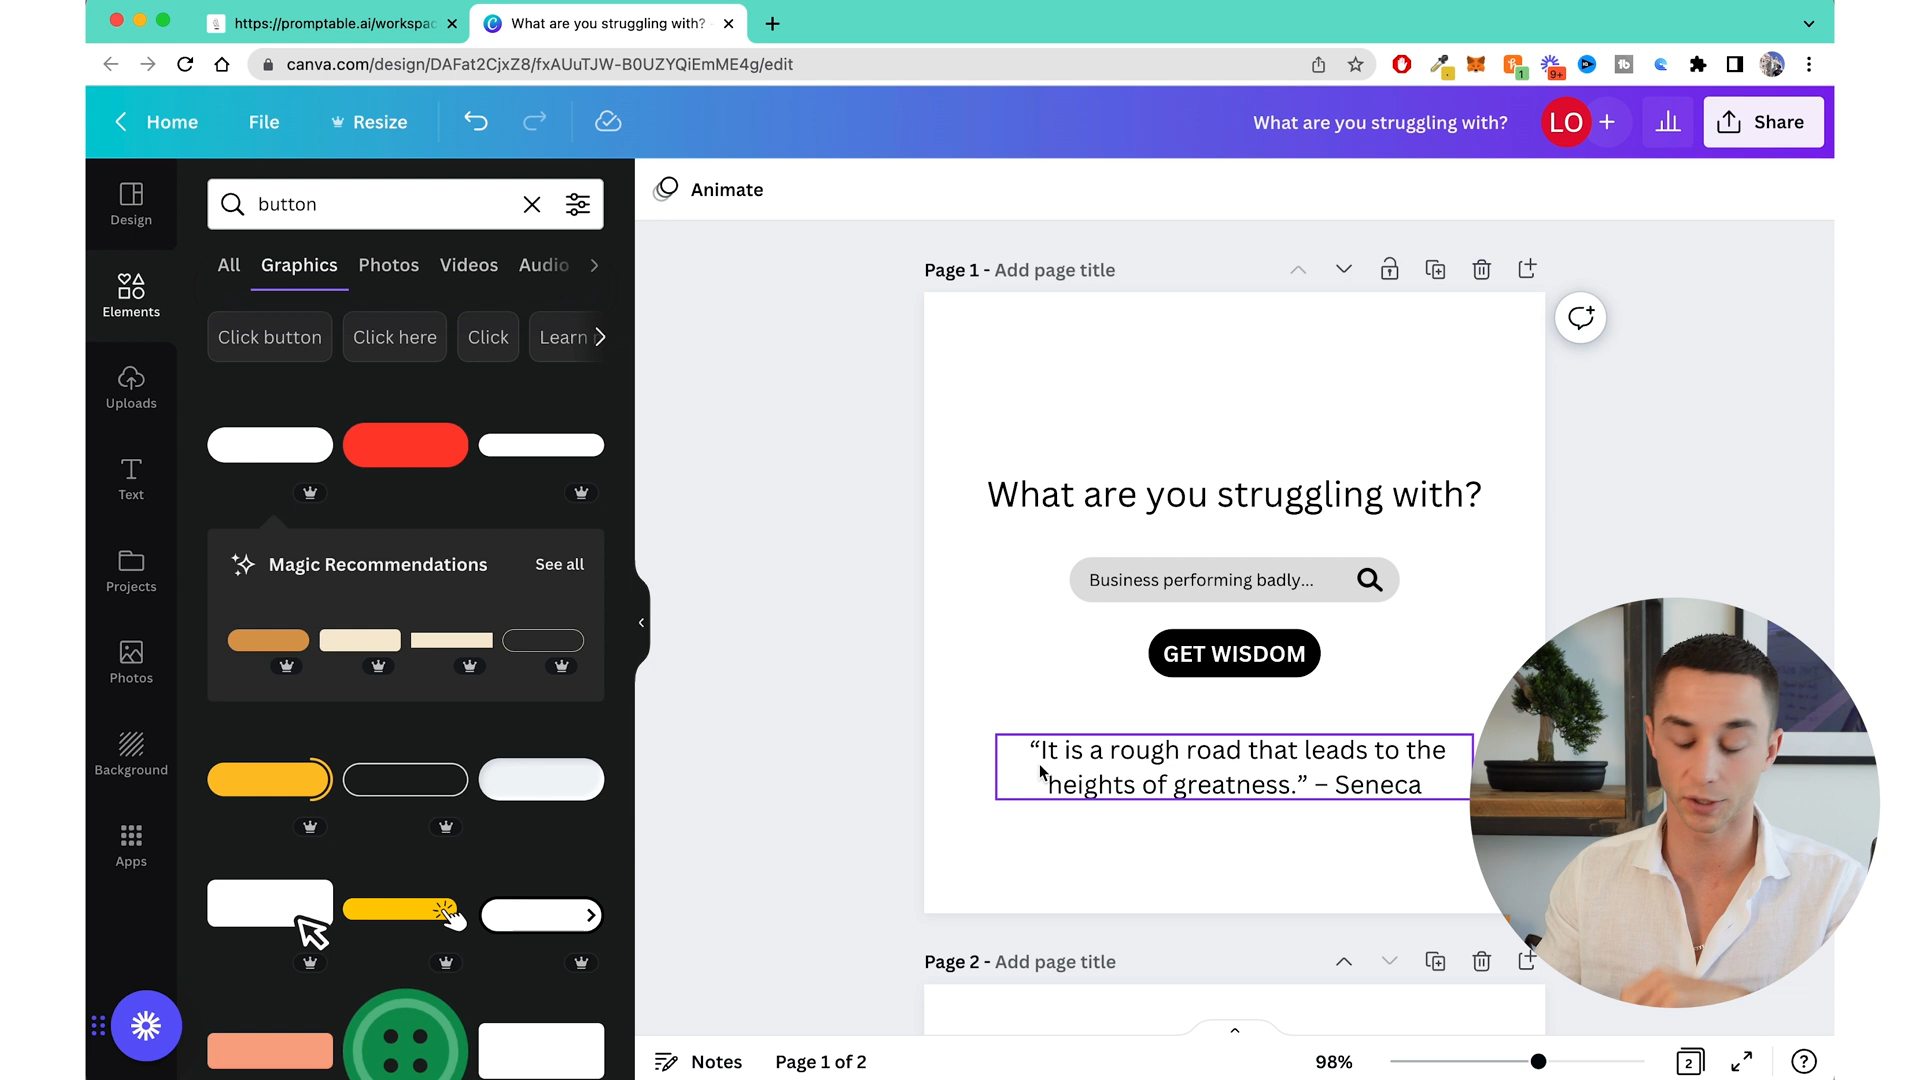 https://promptable.ai/workspac
What are you struggling with?
canva.com/design/DAFat2CjxZ8/fxAUuTJW-B0UZYQiEmME4g/edit
1
9+
Home
File
Resize
What are you struggling with?
LO
Share
Design
Elements
Uploads
Text
Projects
Photos
Background
Apps
button
All
Graphics
Photos
Videos
Audio
Click button
Click here
Click
Learn
Magic Recommendations
See all
Animate
Page 1 - Add page title
What are you struggling with?
Business performing badly...
GET WISDOM
“It is a rough road that leads to the
heights of greatness.” – Seneca
Page 2 - Add page title
Notes
Page 1 of 2
98%
2
?